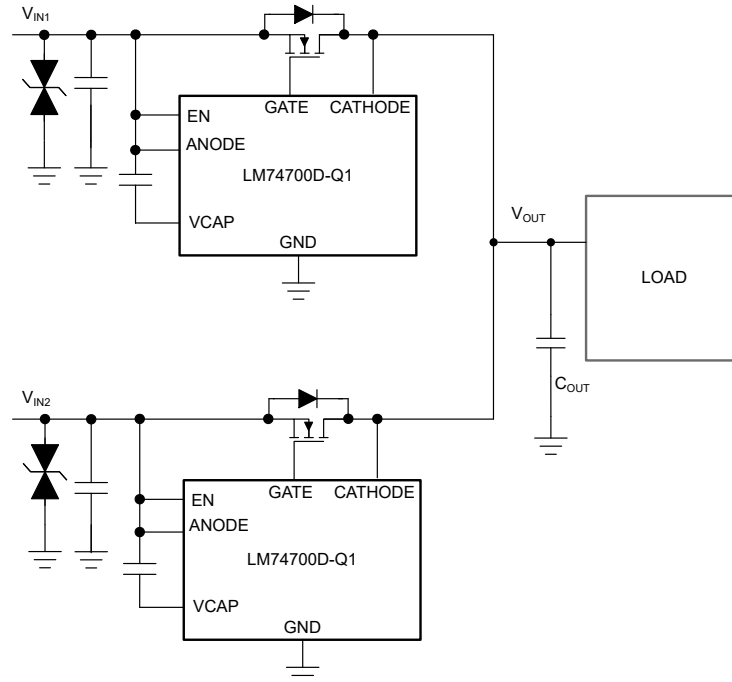 VIN1
GATE CATHODE
EN
ANODE
LM74700D-Q1
VCAP
GND
VOUT
LOAD
COUT
VIN2
GATE CATHODE
EN
ANODE
LM74700D-Q1
VCAP
GND